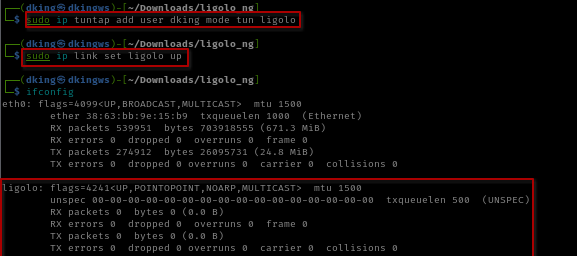 ┌──(dking㉿dkingws)-[~/Downloads/ligolo_ng]
└─$ sudo ip tuntap add user dking mode tun ligolo
┌──(dking㉿dkingws)-[~/Downloads/ligolo_ng]
└─$ sudo ip link set ligolo up
┌──(dking㉿dkingws)-[~/Downloads/ligolo_ng]
└─$ ifconfig
eth0: flags=4099<UP,BROADCAST,MULTICAST>  mtu 1500
        ether 38:63:bb:9e:15:b9  txqueuelen 1000  (Ethernet)
        RX packets 539951  bytes 703918555 (671.3 MiB)
        RX errors 0  dropped 0  overruns 0  frame 0
        TX packets 274912  bytes 26095731 (24.8 MiB)
        TX errors 0  dropped 0 overruns 0  carrier 0  collisions 0
ligolo: flags=4241<UP,POINTOPOINT,NOARP,MULTICAST>  mtu 1500
        unspec 00-00-00-00-00-00-00-00-00-00-00-00-00-00-00-00  txqueuelen 500  (UNSPEC)
        RX packets 0  bytes 0 (0.0 B)
        RX errors 0  dropped 0  overruns 0  frame 0
        TX packets 0  bytes 0 (0.0 B)
        TX errors 0  dropped 0 overruns 0  carrier 0  collisions 0